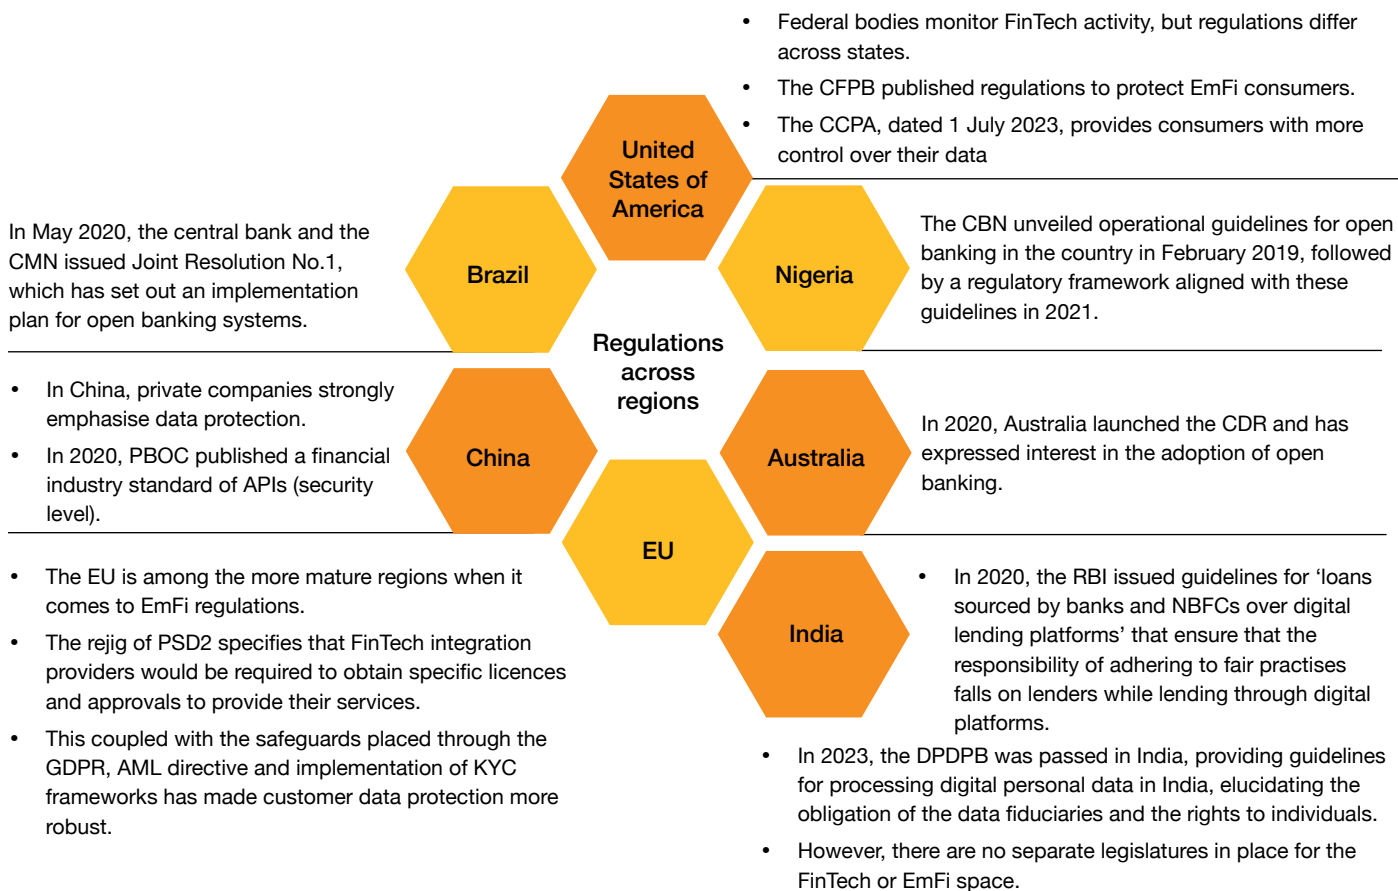 • Federal bodies monitor FinTech activity, but regulations differ
across states.
• The CFPB published regulations to protect EmFi consumers.
• The CCPA, dated 1 July 2023, provides consumers with more
control over their data
United
States of
America
In May 2020, the central bank and the
CMN issued Joint Resolution No.1,
which has set out an implementation
plan for open banking systems.
Brazil
Nigeria
The CBN unveiled operational guidelines for open
banking in the country in February 2019, followed
by a regulatory framework aligned with these
guidelines in 2021.
Regulations
across
regions
• In China, private companies strongly
emphasise data protection.
• In 2020, PBOC published a financial
industry standard of APIs (security
level).
China
Australia
In 2020, Australia launched the CDR and has
expressed interest in the adoption of open
banking.
EU
• The EU is among the more mature regions when it
comes to EmFi regulations.
• The rejig of PSD2 specifies that FinTech integration
providers would be required to obtain specific licences
and approvals to provide their services.
• This coupled with the safeguards placed through the
GDPR, AML directive and implementation of KYC
frameworks has made customer data protection more
robust.
India
• In 2020, the RBI issued guidelines for ‘loans
sourced by banks and NBFCs over digital
lending platforms’ that ensure that the
responsibility of adhering to fair practises
falls on lenders while lending through digital
platforms.
• In 2023, the DPDPB was passed in India, providing guidelines
for processing digital personal data in India, elucidating the
obligation of the data fiduciaries and the rights to individuals.
• However, there are no separate legislatures in place for the
FinTech or EmFi space.